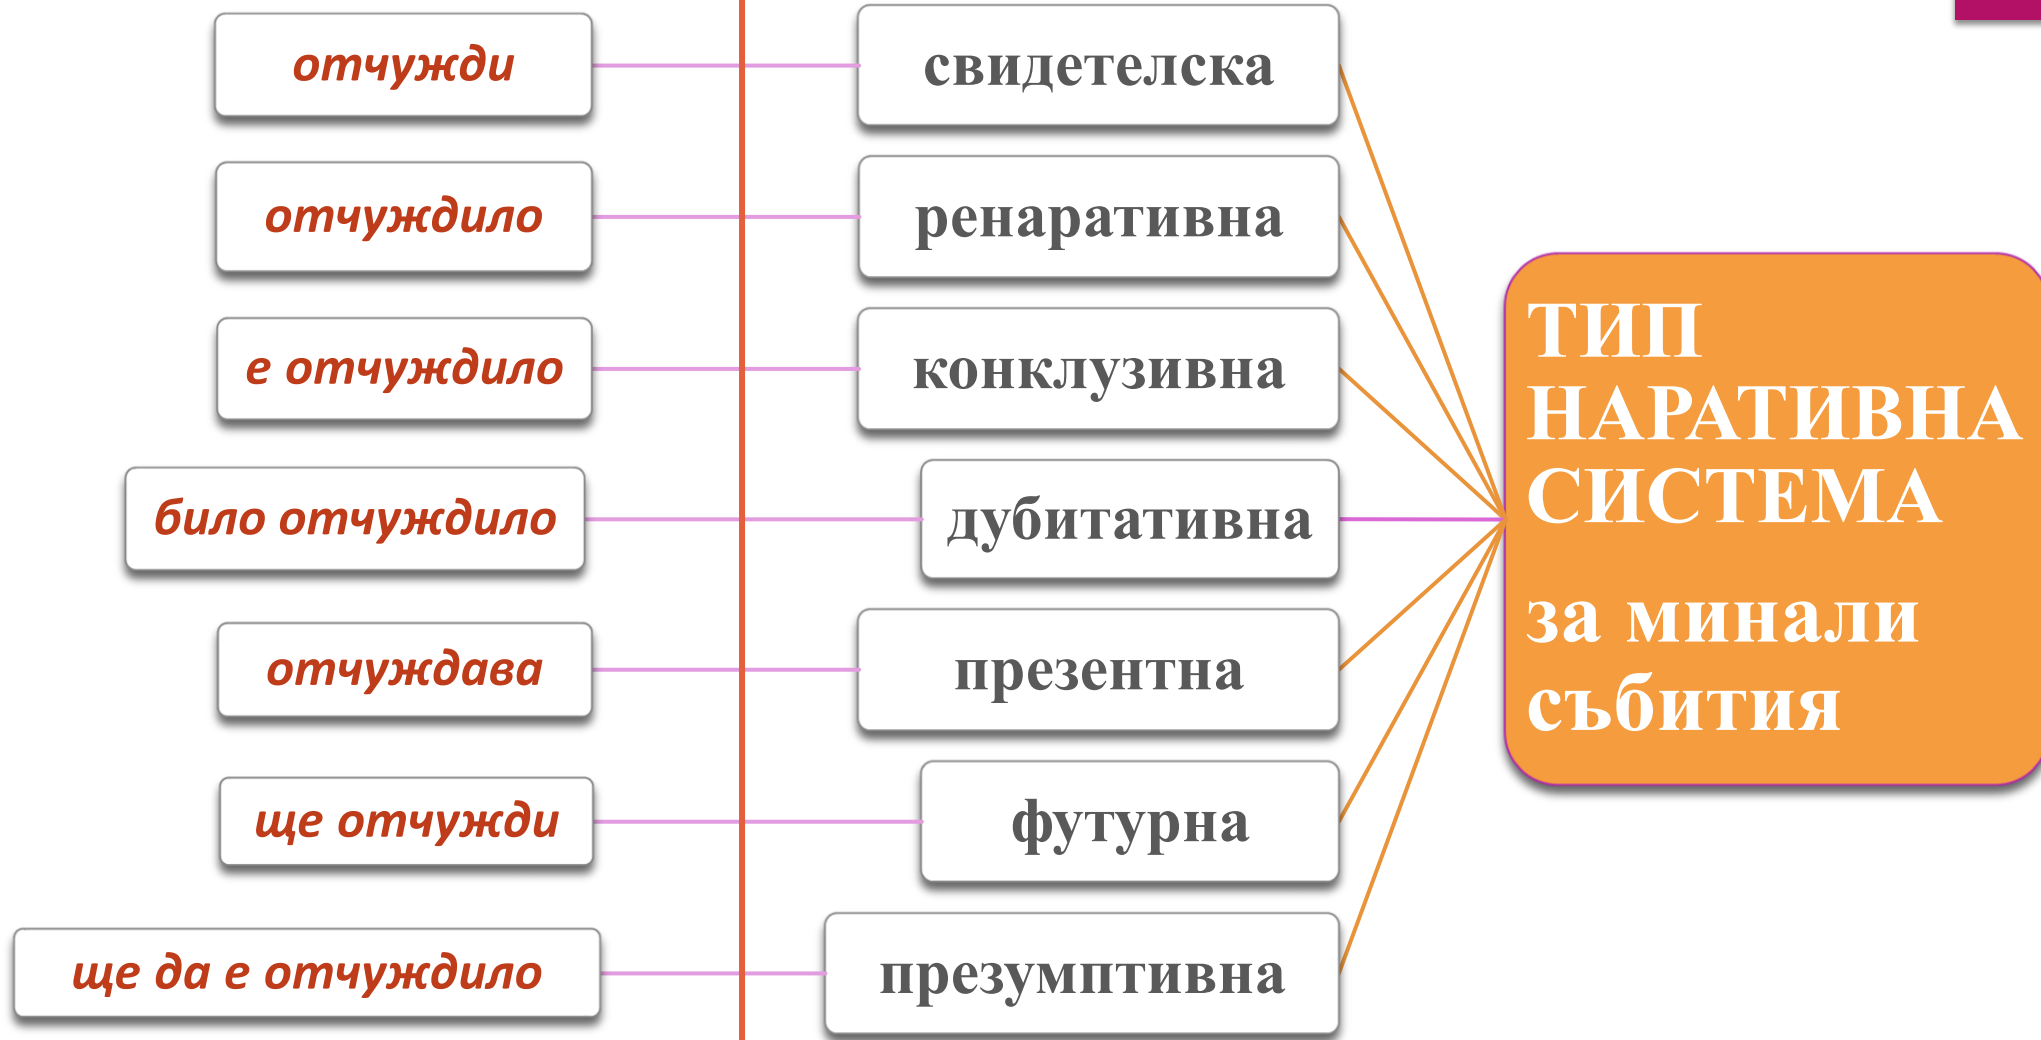 отчужди
свидетелска
отчуждило
ренаративна
е отчуждило
конклузивна
било отчуждило
дубитативна
отчуждава
презентна
ще отчужди
футурна
ще да е отчуждило
презумптивна
ТИП
НАРАТИВНА
СИСТЕМА
за минали
събития